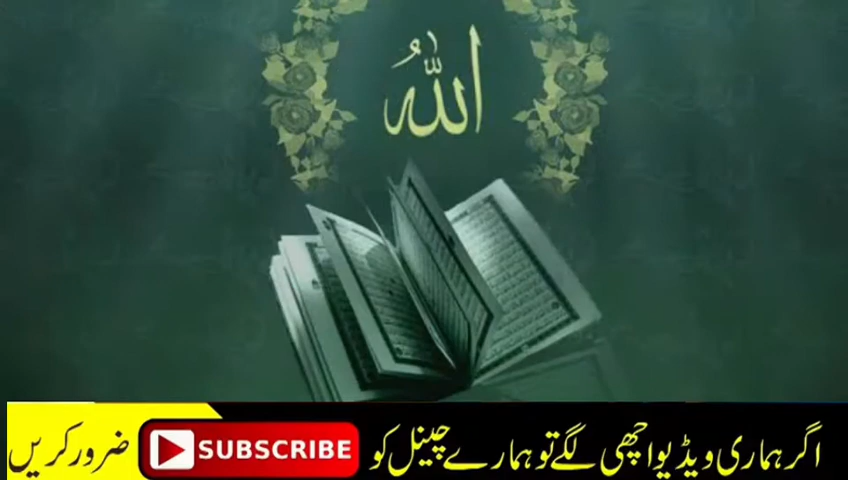 اللهُ
اگر ہماری ویڈیو اچھی لگے تو ہمارے چینل کو SUBSCRIBE ضرور کریں